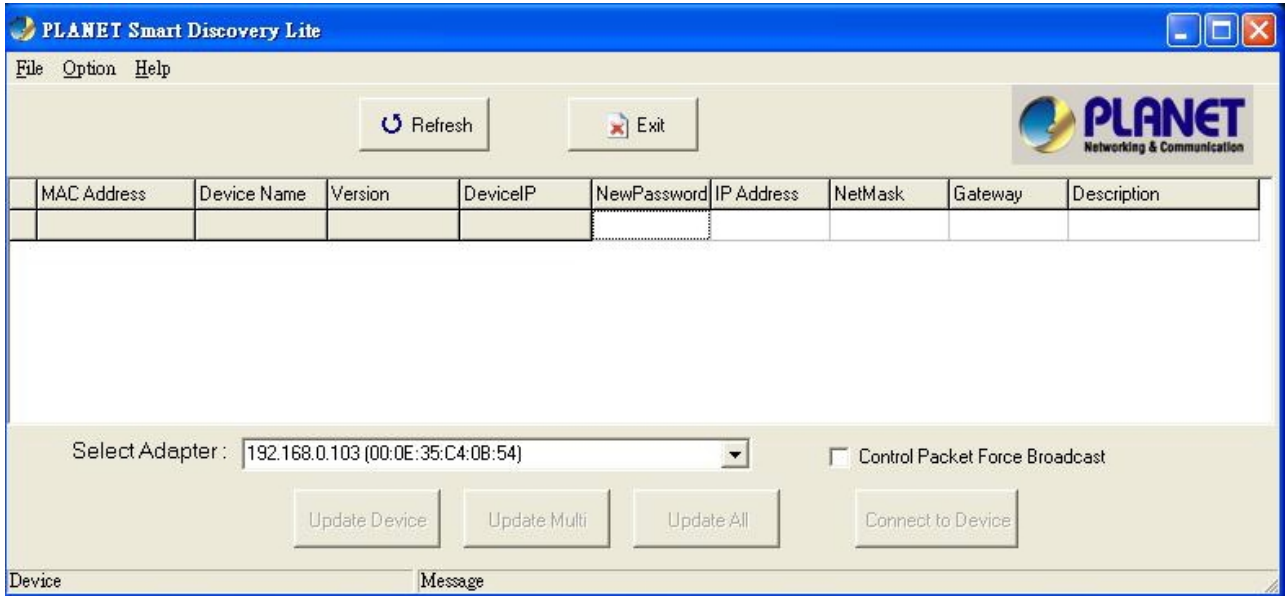 PLANET Smart Discovery Lite
File Option Help
Refresh Exit
PLANET
Networking & Communication
MAC Address Device Name Version DeviceIP NewPassword IP Address NetMask Gateway Description
Select Adapter : 192.168.0.103 (00:0E:35:C4:0B:54) Control Packet Force Broadcast
Update Device Update Multi Update All Connect to Device
Device Message